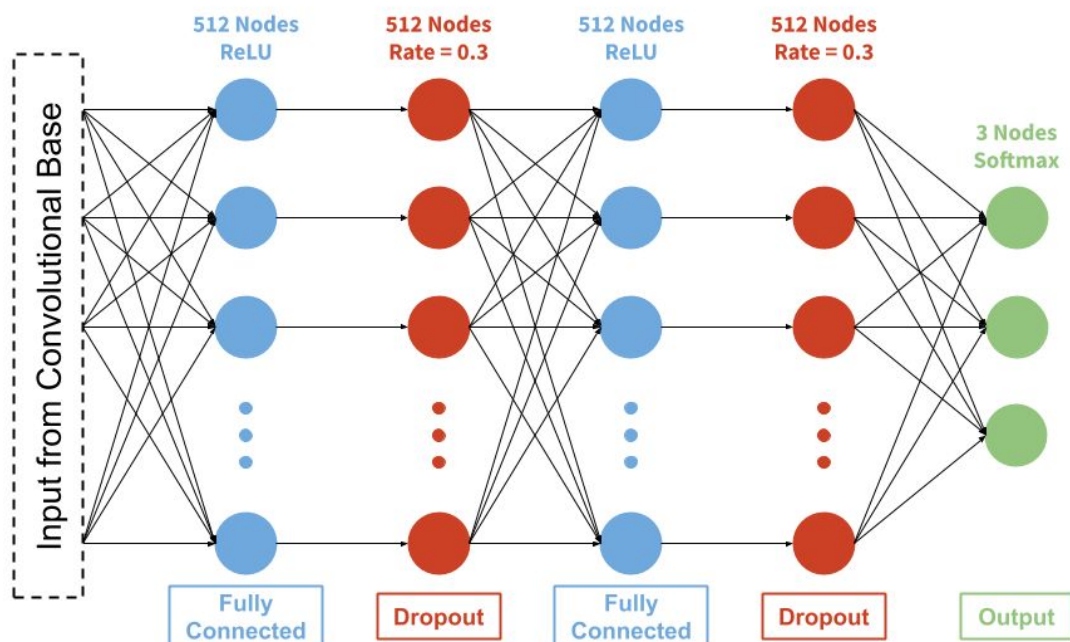 512 Nodes
ReLU
512 Nodes
Rate = 0.3
512 Nodes
ReLU
512 Nodes
Rate = 0.3
3 Nodes
Softmax
Input from Convolutional Base
Fully
Connected
Dropout
Fully
Connected
Dropout
Output